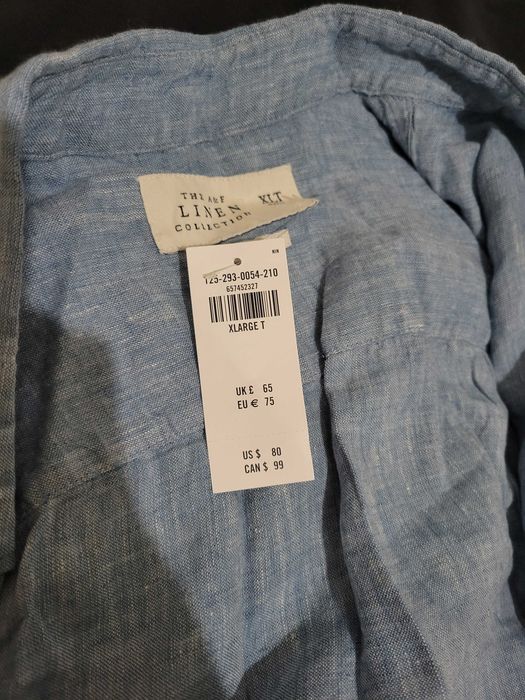 THE A&F
LINEN
COLLECTION
XLT
125-293-0054-210
657452327
XLARGE T
UK £ 65
EU € 75
US $ 80
CAN $ 99